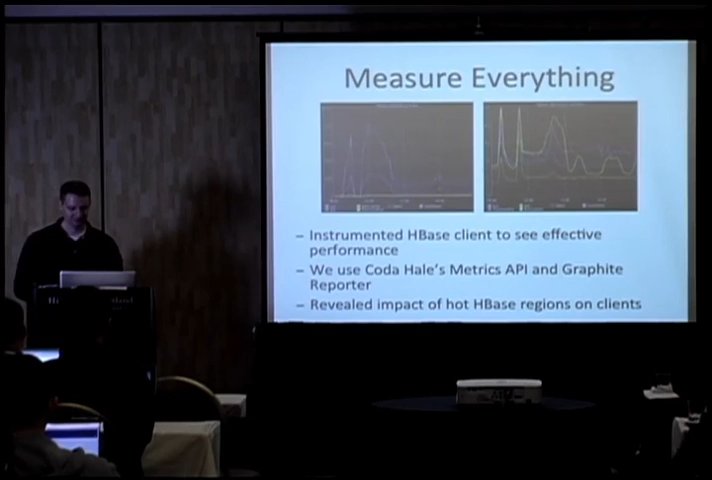 Measure Everything
– Instrumented HBase client to see effective
performance
– We use Coda Hale's Metrics API and Graphite
Reporter
– Revealed impact of hot HBase regions on clients